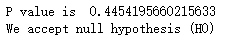 P value is  0.4454195660215633
We accept null hypothesis (H0)